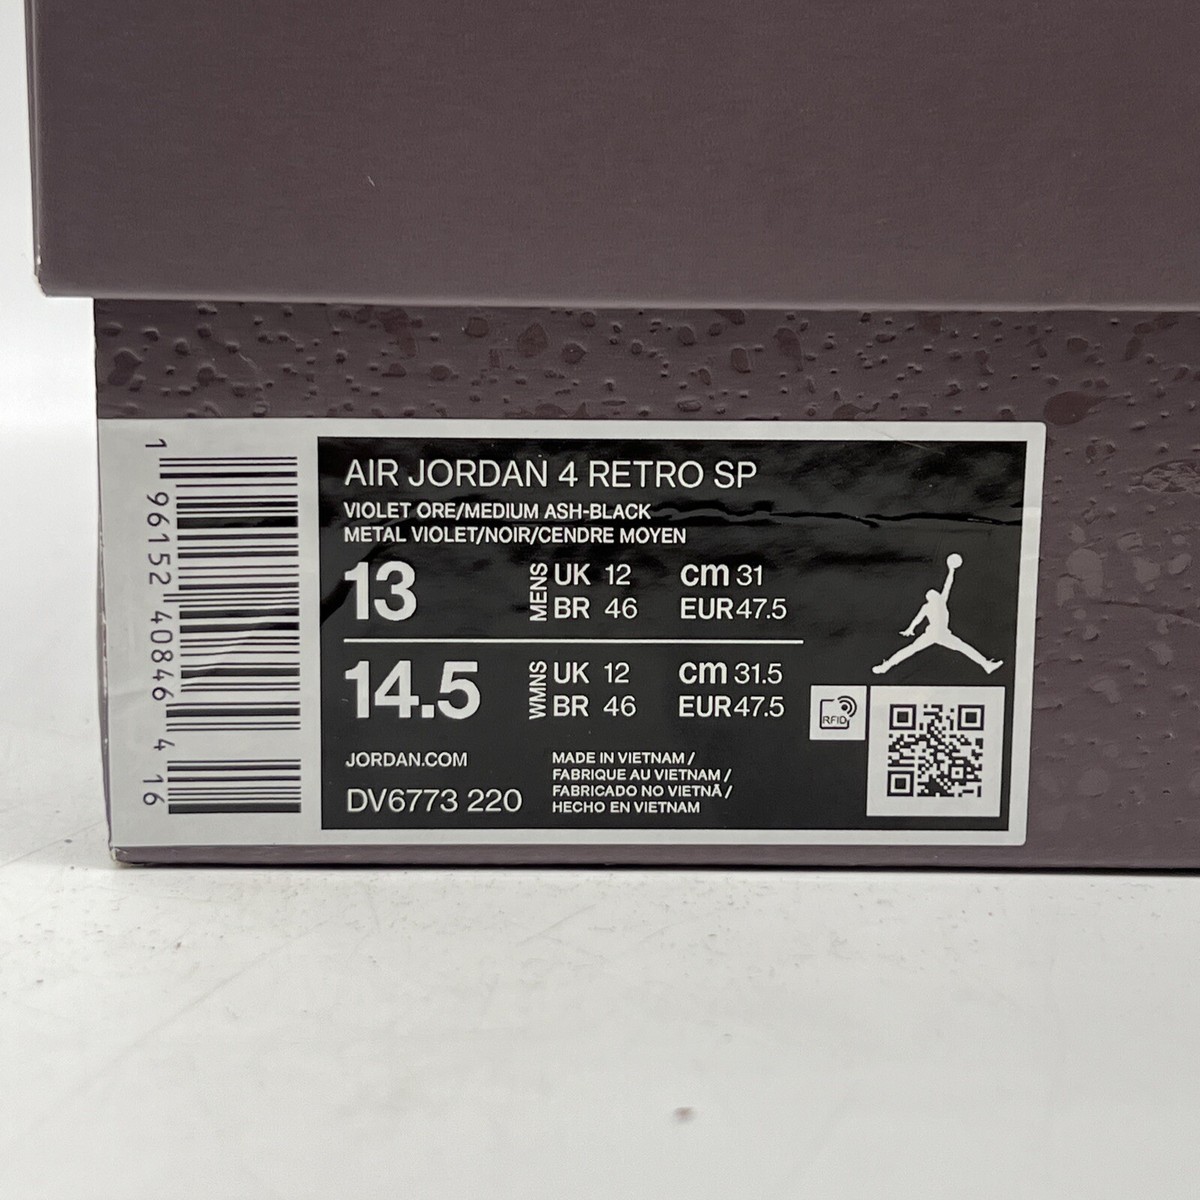 1 96152 40846 4 16
AIR JORDAN 4 RETRO SP
VIOLET ORE/MEDIUM ASH-BLACK
METAL VIOLET/NOIR/CENDRE MOYEN
13
MENS
UK 12 cm 31
BR 46 EUR 47.5
14.5
WMNS
UK 12 cm 31.5
BR 46 EUR 47.5
RFID
JORDAN.COM
DV6773 220
MADE IN VIETNAM /
FABRIQUE AU VIETNAM /
FABRICADO NO VIETNÃ /
HECHO EN VIETNAM